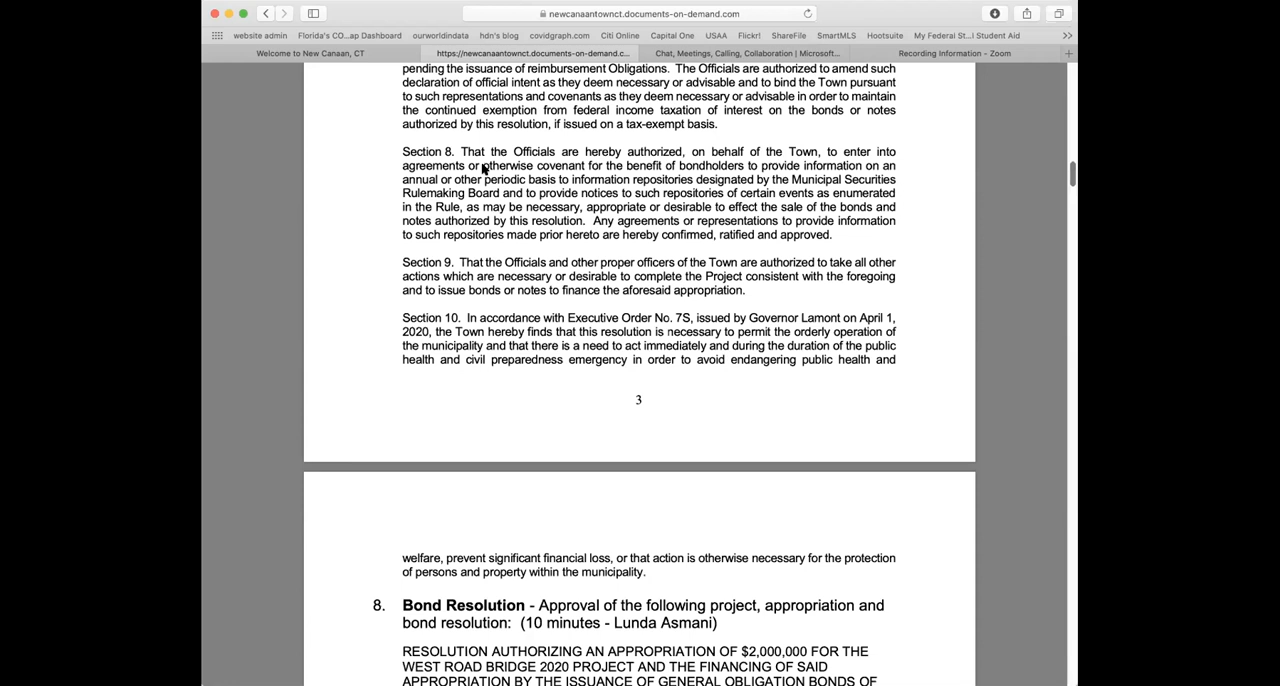 newcanaantownct.documents-on-demand.com
website admin Florida's CO...ap Dashboard ourworldindata hdn's blog covidgraph.com Citi Online Capital One USAA Flickr! ShareFile SmartMLS Hootsuite My Federal St...l Student Aid >>
Welcome to New Canaan, CT https://newcanaantownct.documents-on-demand.c... Chat, Meetings, Calling, Collaboration | Microsoft... Recording Information - Zoom +
pending the issuance of reimbursement Obligations. The Officials are authorized to amend such
declaration of official intent as they deem necessary or advisable and to bind the Town pursuant
to such representations and covenants as they deem necessary or advisable in order to maintain
the continued exemption from federal income taxation of interest on the bonds or notes
authorized by this resolution, if issued on a tax-exempt basis.
Section 8. That the Officials are hereby authorized, on behalf of the Town, to enter into
agreements or otherwise covenant for the benefit of bondholders to provide information on an
annual or other periodic basis to information repositories designated by the Municipal Securities
Rulemaking Board and to provide notices to such repositories of certain events as enumerated
in the Rule, as may be necessary, appropriate or desirable to effect the sale of the bonds and
notes authorized by this resolution. Any agreements or representations to provide information
to such repositories made prior hereto are hereby confirmed, ratified and approved.
Section 9. That the Officials and other proper officers of the Town are authorized to take all other
actions which are necessary or desirable to complete the Project consistent with the foregoing
and to issue bonds or notes to finance the aforesaid appropriation.
Section 10. In accordance with Executive Order No. 7S, issued by Governor Lamont on April 1,
2020, the Town hereby finds that this resolution is necessary to permit the orderly operation of
the municipality and that there is a need to act immediately and during the duration of the public
health and civil preparedness emergency in order to avoid endangering public health and
3
welfare, prevent significant financial loss, or that action is otherwise necessary for the protection
of persons and property within the municipality.
8. Bond Resolution - Approval of the following project, appropriation and
bond resolution: (10 minutes - Lunda Asmani)
RESOLUTION AUTHORIZING AN APPROPRIATION OF $2,000,000 FOR THE
WEST ROAD BRIDGE 2020 PROJECT AND THE FINANCING OF SAID
APPROPRIATION BY THE ISSUANCE OF GENERAL OBLIGATION BONDS OF